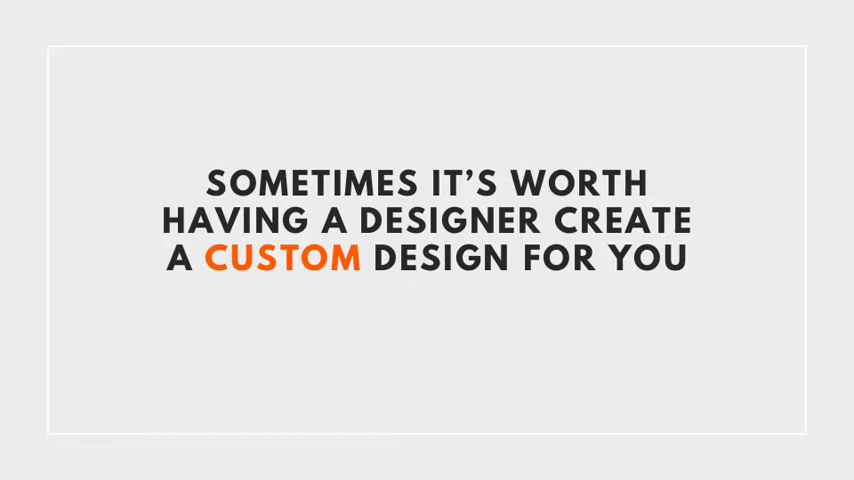 SOMETIMES IT’S WORTH
HAVING A DESIGNER CREATE
A CUSTOM DESIGN FOR YOU